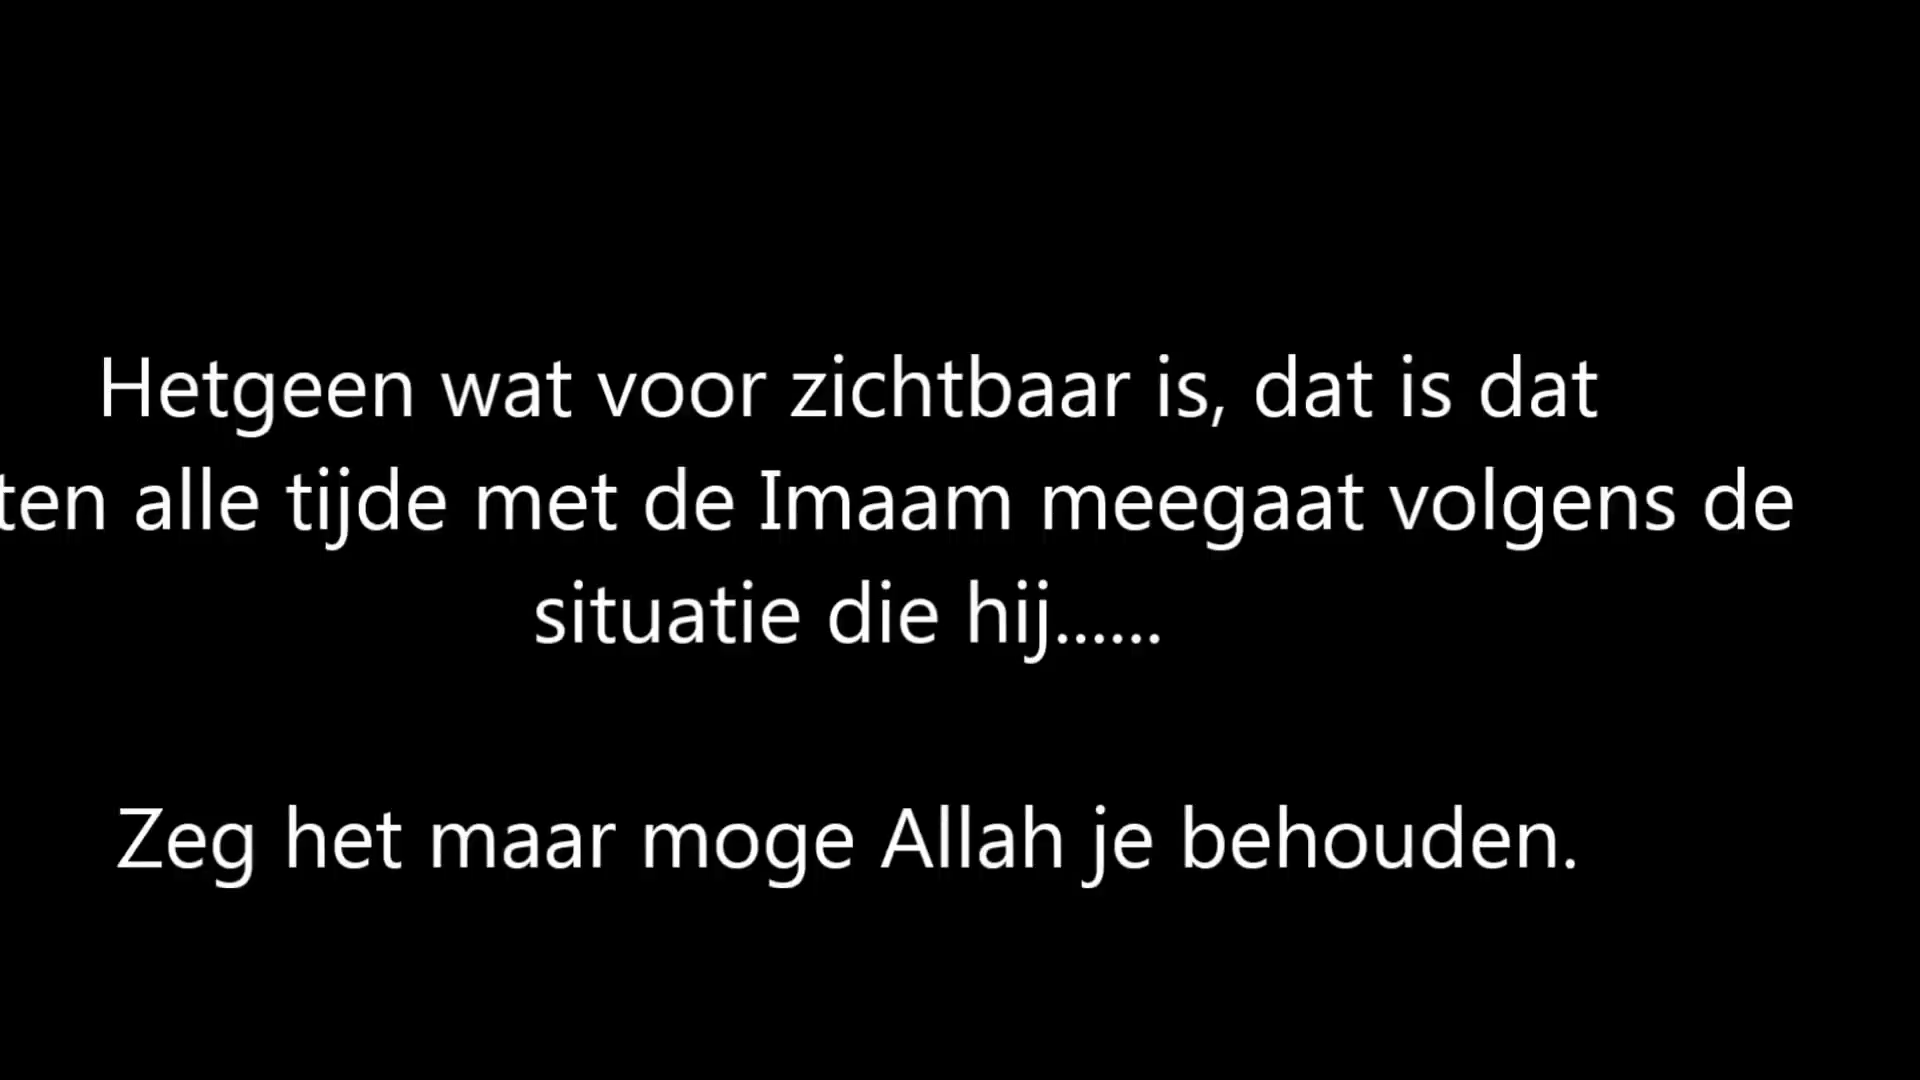 Hetgeen wat voor zichtbaar is, dat is dat
ten alle tijde met de Imaam meegaat volgens de
situatie die hij......
Zeg het maar moge Allah je behouden.